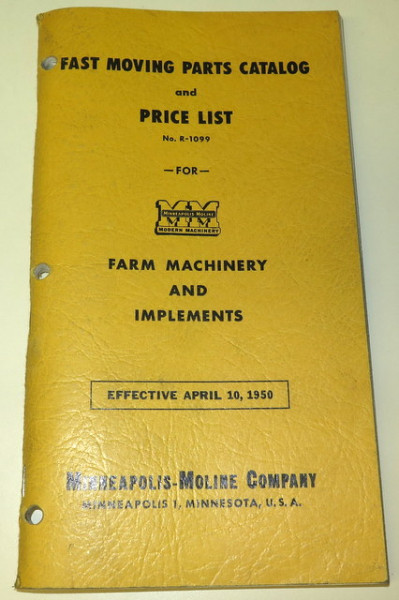 FAST MOVING PARTS CATALOG
and
PRICE LIST
No. R-1099
—FOR—
MM
MINNEAPOLIS-MOLINE
MODERN MACHINERY
FARM MACHINERY
AND
IMPLEMENTS
EFFECTIVE APRIL 10, 1950
MINNEAPOLIS-MOLINE COMPANY
MINNEAPOLIS 1, MINNESOTA, U.S.A.